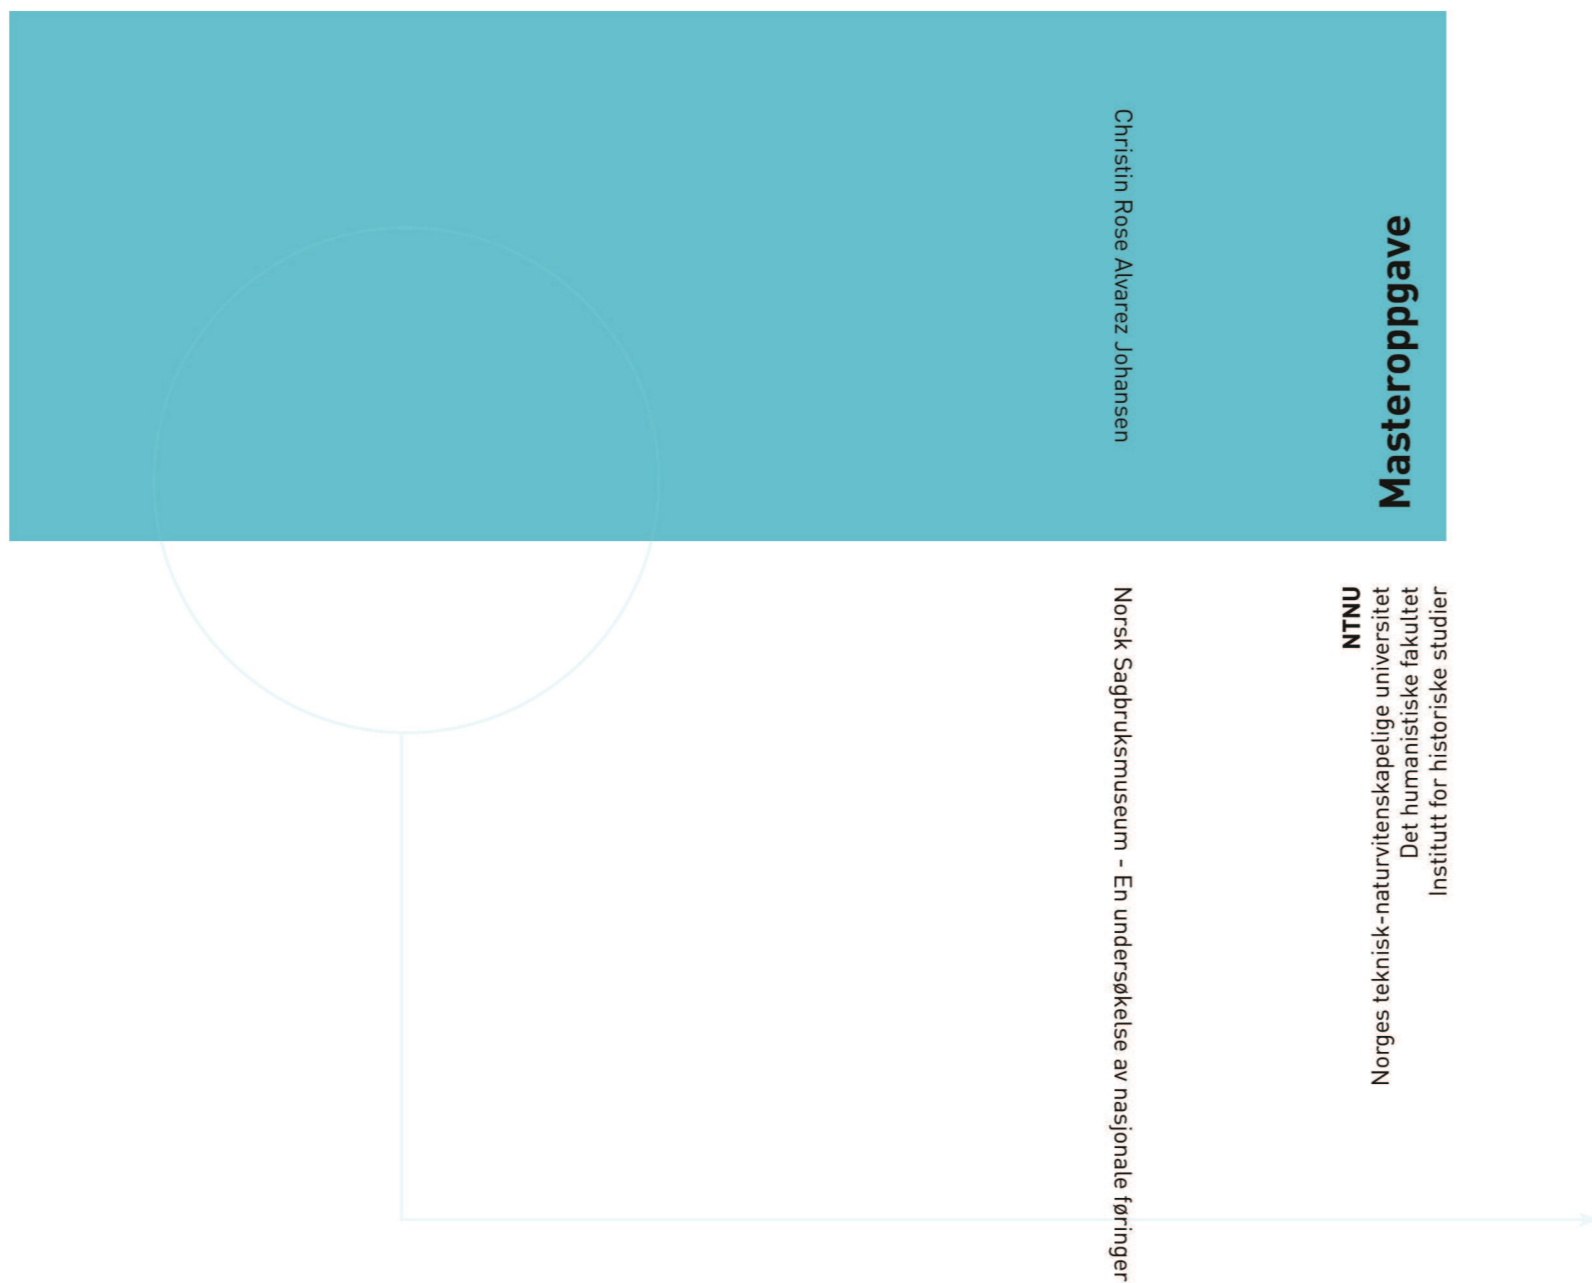 Christin Rose Alvarez Johansen
Norsk Sagbruksmuseum - En undersøkelse av nasjonale føringer
NTNU
Norges teknisk-naturvitenskapelige universitet
Det humanistiske fakultet
Institutt for historiske studier
Masteroppgave